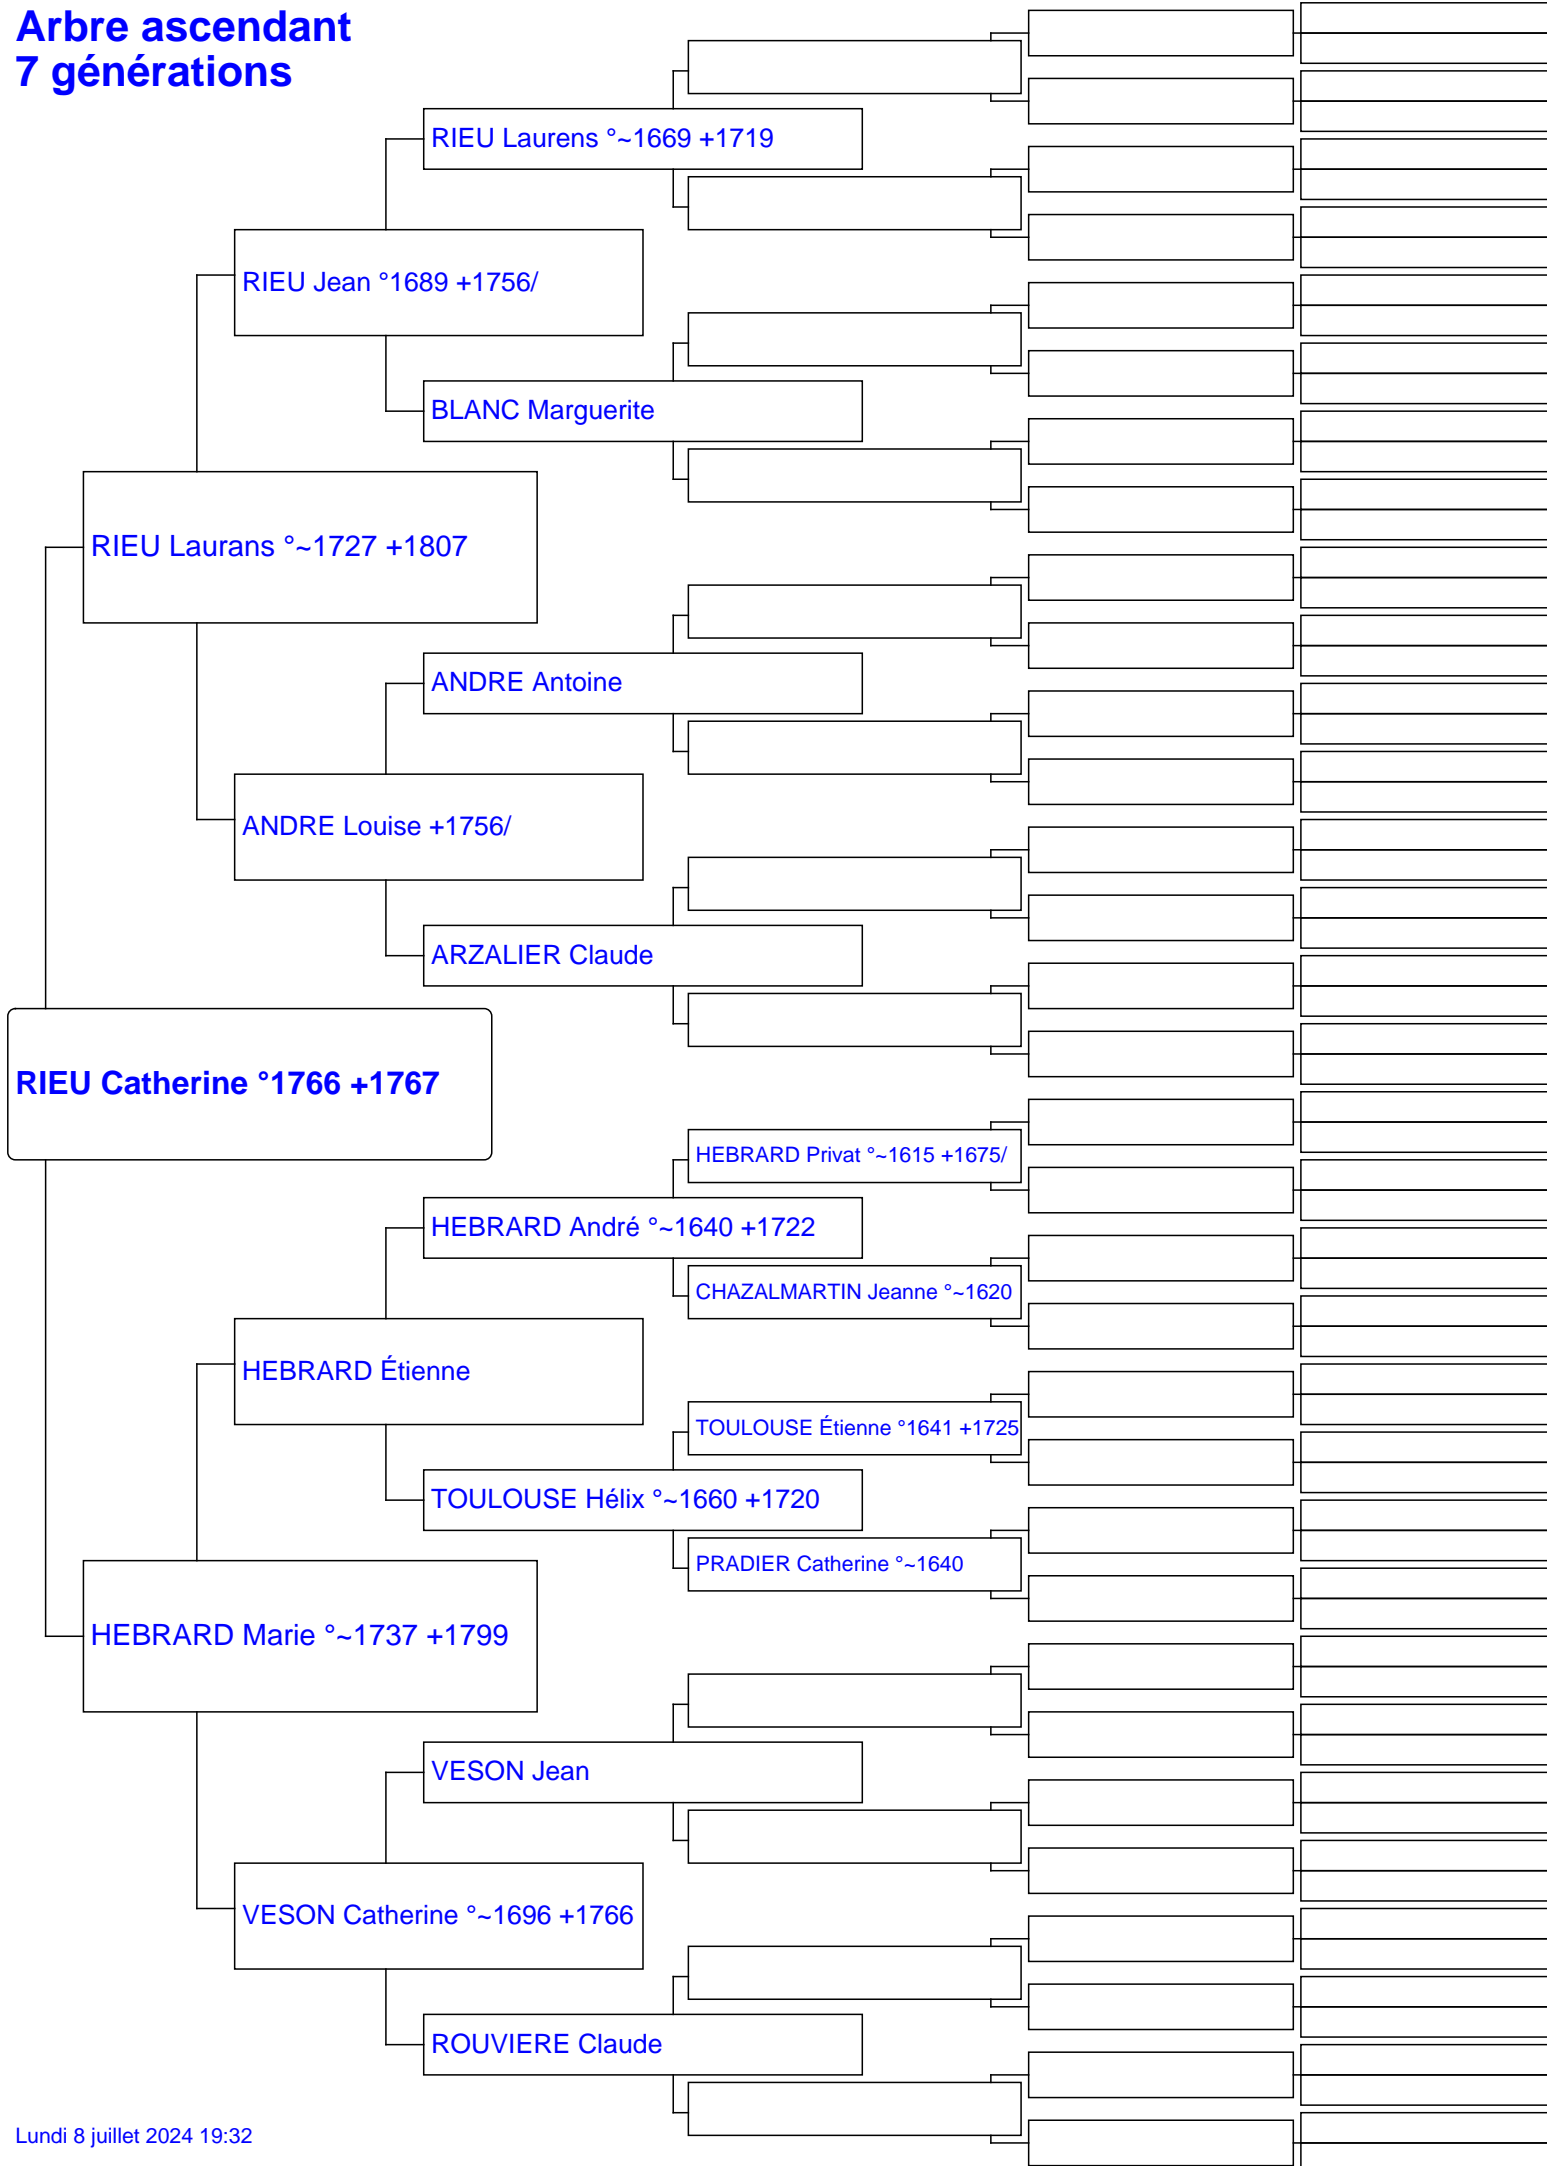 Arbre ascendant
7 générations
RIEU Laurens °~1669 +1719
RIEU Jean °1689 +1756/
BLANC Marguerite
RIEU Laurans °~1727 +1807
ANDRE Antoine
ANDRE Louise +1756/
ARZALIER Claude
RIEU Catherine °1766 +1767
HEBRARD Privat °~1615 +1675/
HEBRARD André °~1640 +1722
CHAZALMARTIN Jeanne °~1620
HEBRARD Étienne
TOULOUSE Étienne °1641 +1725
TOULOUSE Hélix °~1660 +1720
PRADIER Catherine °~1640
HEBRARD Marie °~1737 +1799
VESON Jean
VESON Catherine °~1696 +1766
ROUVIERE Claude
Lundi 8 juillet 2024 19:32